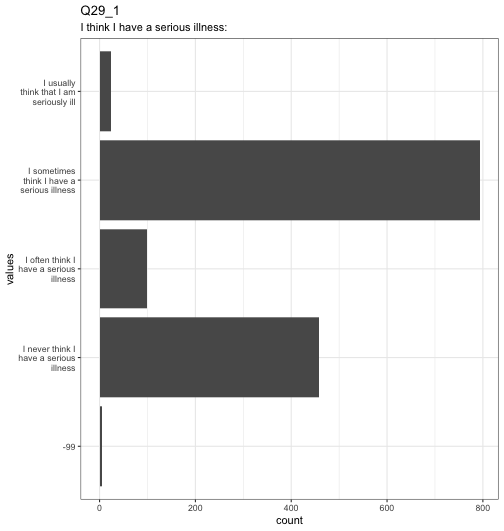 Q29_1
I think I have a serious illness:
I usually
think that I am
seriously ill
I sometimes
think I have a
serious illness
I often think I
have a serious
illness
I never think I
have a serious
illness
-99
values
0 200 400 600 800
count